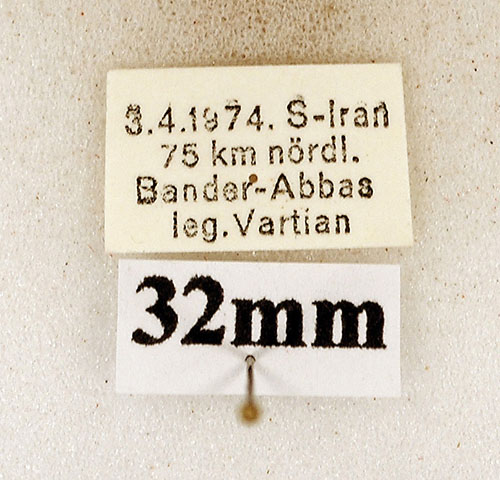 3.4.1974. S-Iran
75 km nördl.
Bander-Abbas
leg. Vartian
32mm